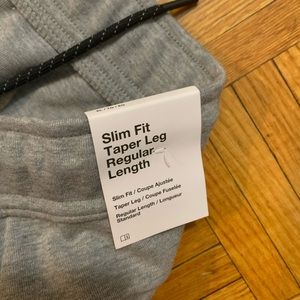 Slim Fit
Taper Leg
Regular
Length
Slim Fit / Coupe Ajustée
Taper Leg / Coupe Fuselée
Regular Length / Longueur
Standard